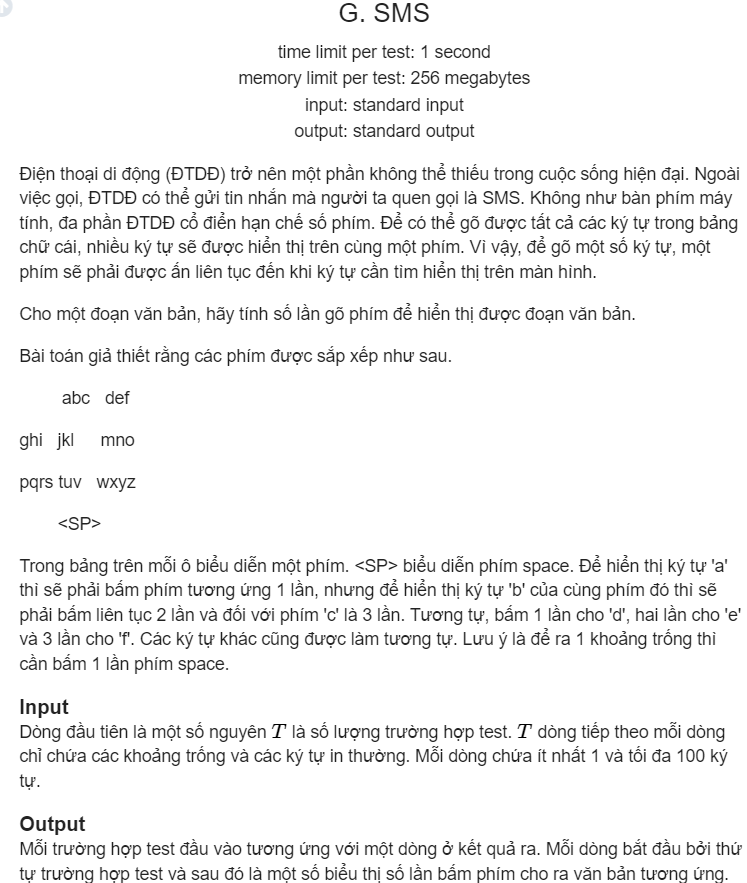 G. SMS
time limit per test: 1 second
memory limit per test: 256 megabytes
input: standard input
output: standard output
Điện thoại di động (ĐTDĐ) trở nên một phần không thể thiếu trong cuộc sống hiện đại. Ngoài
việc gọi, ĐTDĐ có thể gửi tin nhắn mà người ta quen gọi là SMS. Không như bàn phím máy
tính, đa phần ĐTDĐ cổ điển hạn chế số phím. Để có thể gõ được tất cả các ký tự trong bảng
chữ cái, nhiều ký tự sẽ được hiển thị trên cùng một phím. Vì vậy, để gõ một số ký tự, một
phím sẽ phải được ấn liên tục đến khi ký tự cần tìm hiển thị trên màn hình.
Cho một đoạn văn bản, hãy tính số lần gõ phím để hiển thị được đoạn văn bản.
Bài toán giả thiết rằng các phím được sắp xếp như sau.
abc def
ghi jkl mno
pqrs tuv wxyz
<SP>
Trong bảng trên mỗi ô biểu diễn một phím. <SP> biểu diễn phím space. Để hiển thị ký tự 'a'
thì sẽ phải bấm phím tương ứng 1 lần, nhưng để hiển thị ký tự 'b' của cùng phím đó thì sẽ
phải bấm liên tục 2 lần và đối với phím 'c' là 3 lần. Tương tự, bấm 1 lần cho 'd', hai lần cho 'e'
và 3 lần cho 'f'. Các ký tự khác cũng được làm tương tự. Lưu ý là để ra 1 khoảng trống thì
cần bấm 1 lần phím space.
Input
Dòng đầu tiên là một số nguyên T là số lượng trường hợp test. T dòng tiếp theo mỗi dòng
chỉ chứa các khoảng trống và các ký tự in thường. Mỗi dòng chứa ít nhất 1 và tối đa 100 ký
tự.
Output
Mỗi trường hợp test đầu vào tương ứng với một dòng ở kết quả ra. Mỗi dòng bắt đầu bởi thứ
tự trường hợp test và sau đó là một số biểu thị số lần bấm phím cho ra văn bản tương ứng.